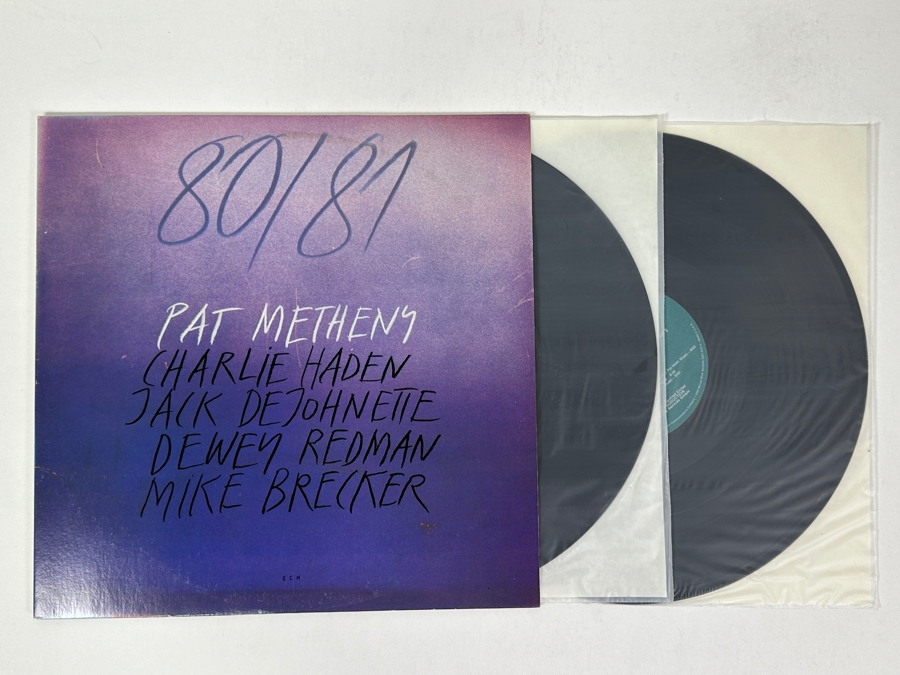 80/81
PAT METHENY
CHARLIE HADEN
JACK DEJOHNETTE
DEWEY REDMAN
MIKE BRECKER
ECM